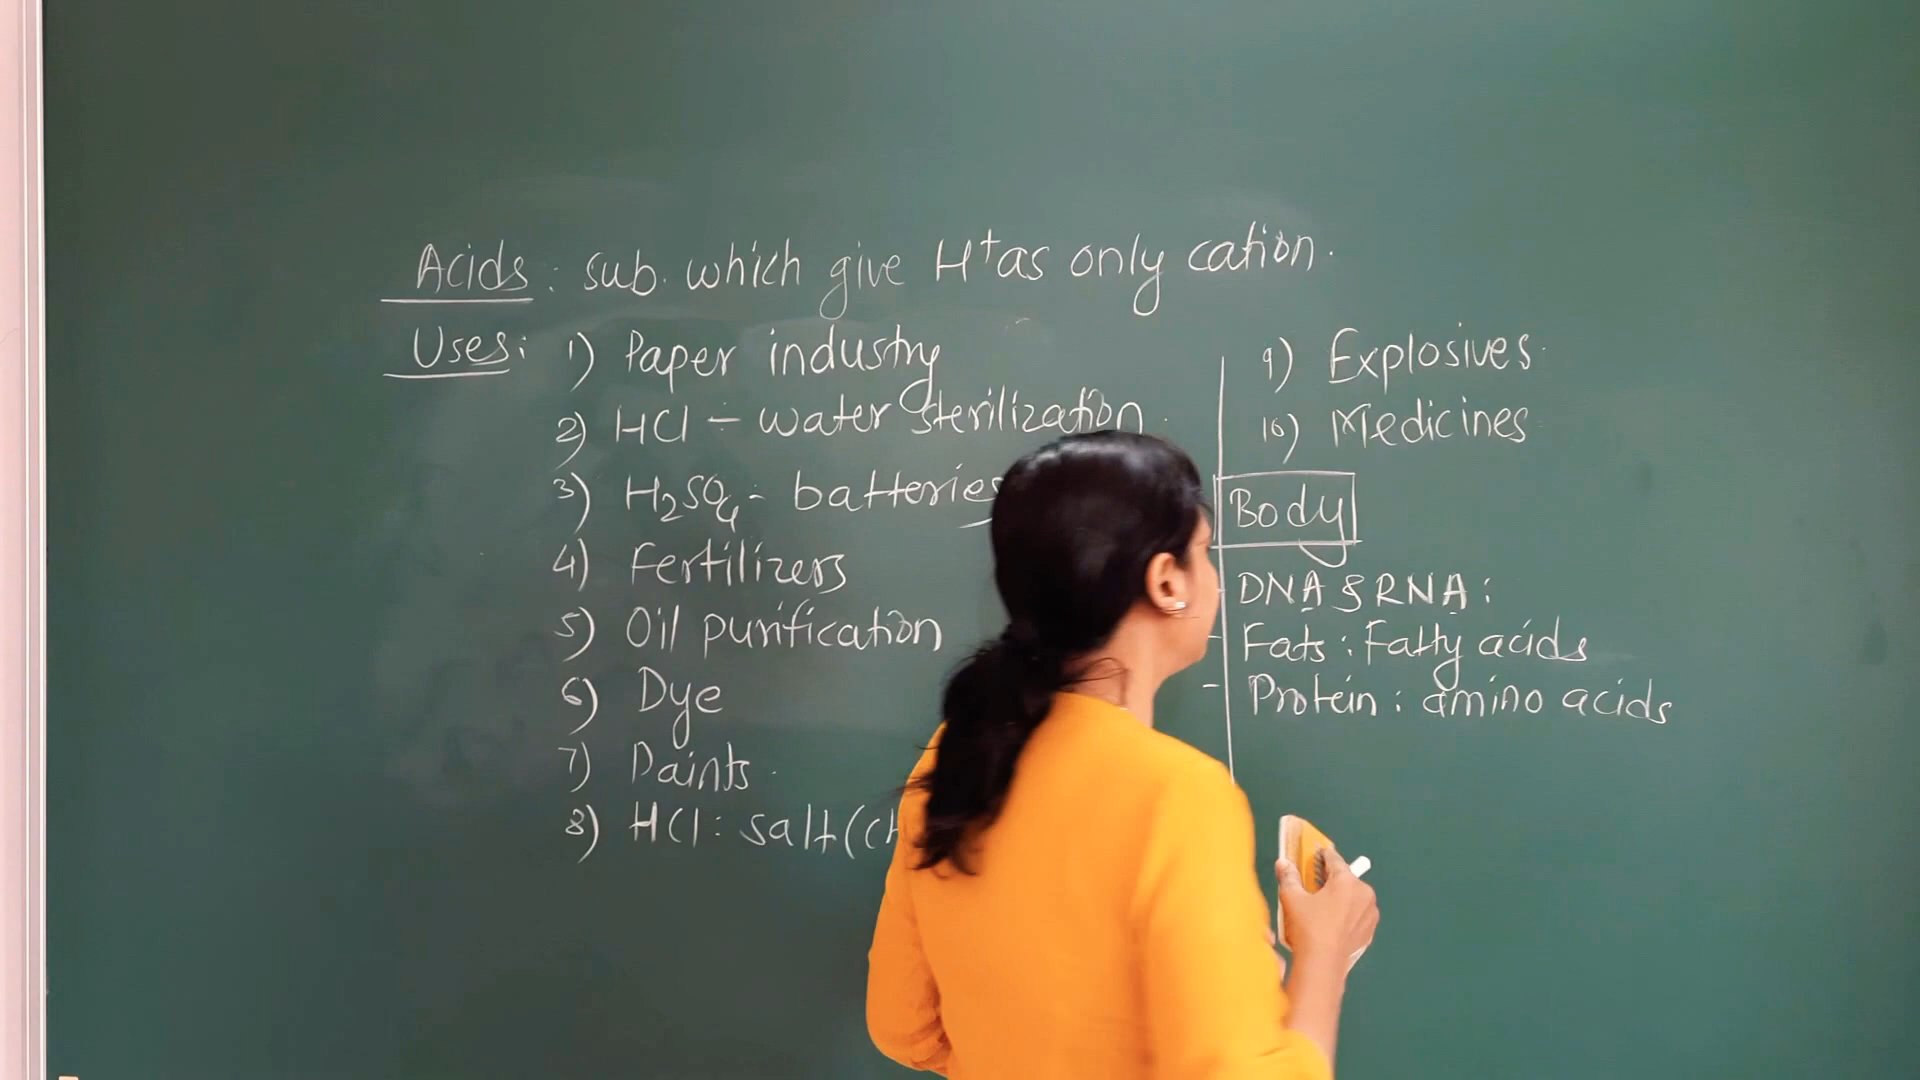 Acids: sub. which give H⁺ as only cation.
Uses: 1) Paper industry
2) HCl - water sterilization.
3) H₂SO₄ - batteries
4) Fertilizers
5) Oil purification
6) Dye
7) Paints.
8) HCl: salt (
9) Explosives.
10) Medicines
Body
- DNA & RNA:
- Fats: Fatty acids
- Protein: amino acids